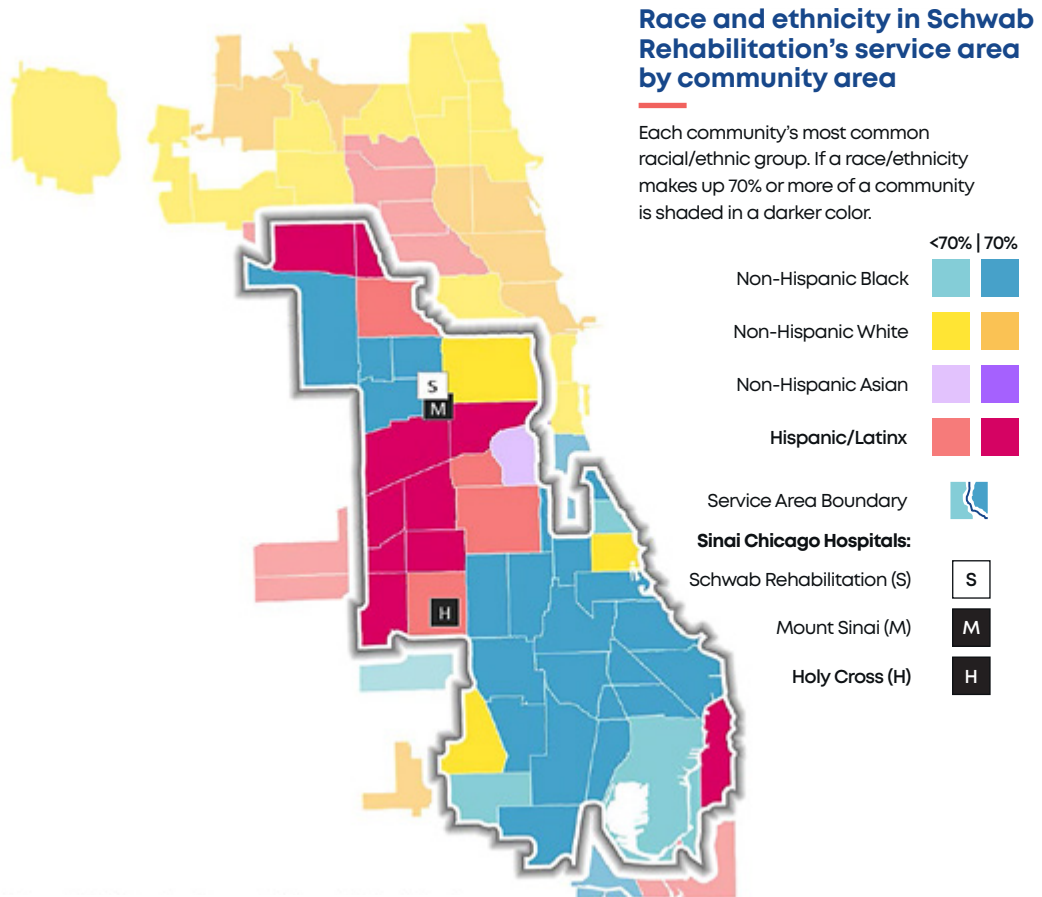 Race and ethnicity in Schwab
Rehabilitation's service area
by community area
Each community's most common
racial/ethnic group. If a race/ethnicity
makes up 70% or more of a community
is shaded in a darker color.
<70% | 70%
Non-Hispanic Black
Non-Hispanic White
Non-Hispanic Asian
Hispanic/Latinx
Service Area Boundary
Sinai Chicago Hospitals:
Schwab Rehabilitation (S)
S
Mount Sinai (M)
M
Holy Cross (H)
H
S
M
H